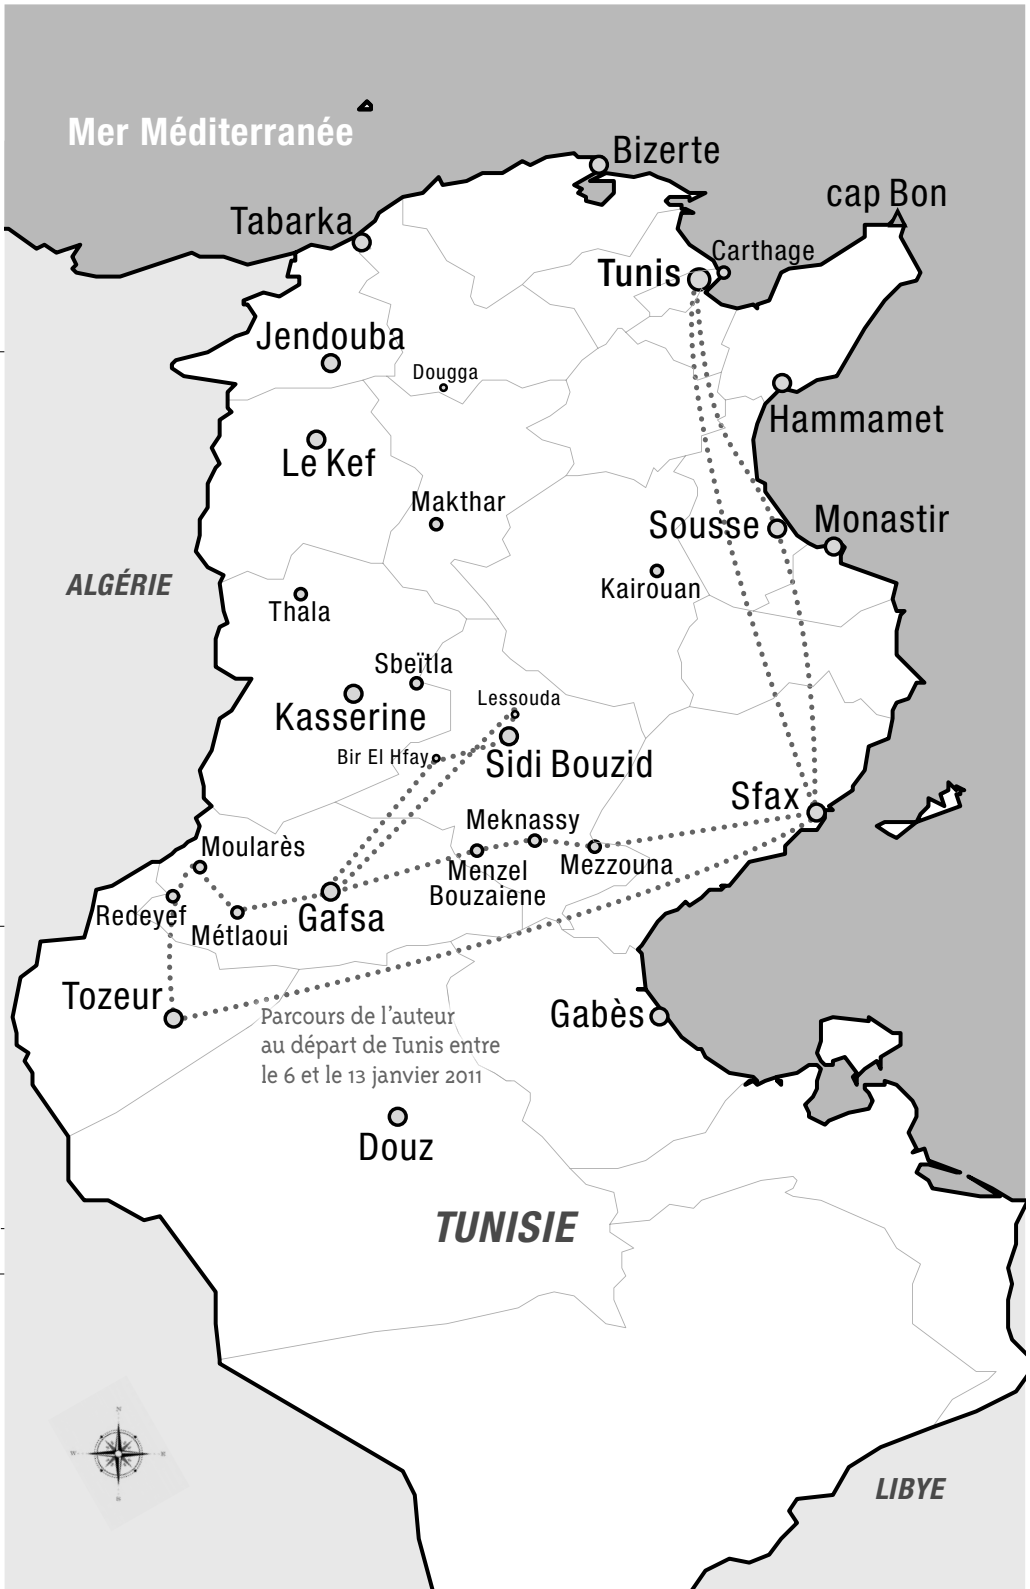 Mer Méditerranée
Bizerte
cap Bon
Tabarka
Carthage
Tunis
Jendouba
Dougga
Hammamet
Le Kef
Makthar
Sousse
Monastir
ALGÉRIE
Kairouan
Thala
Sbeïtla
Lessouda
Kasserine
Bir El Hfay
Sidi Bouzid
Sfax
Meknassy
Moularès
Mezzouna
Menzel
Bouzaiene
Redeyef
Gafsa
Métlaoui
Tozeur
Gabès
Parcours de l'auteur
au départ de Tunis entre
le 6 et le 13 janvier 2011
Douz
TUNISIE
N
W
E
S
LIBYE